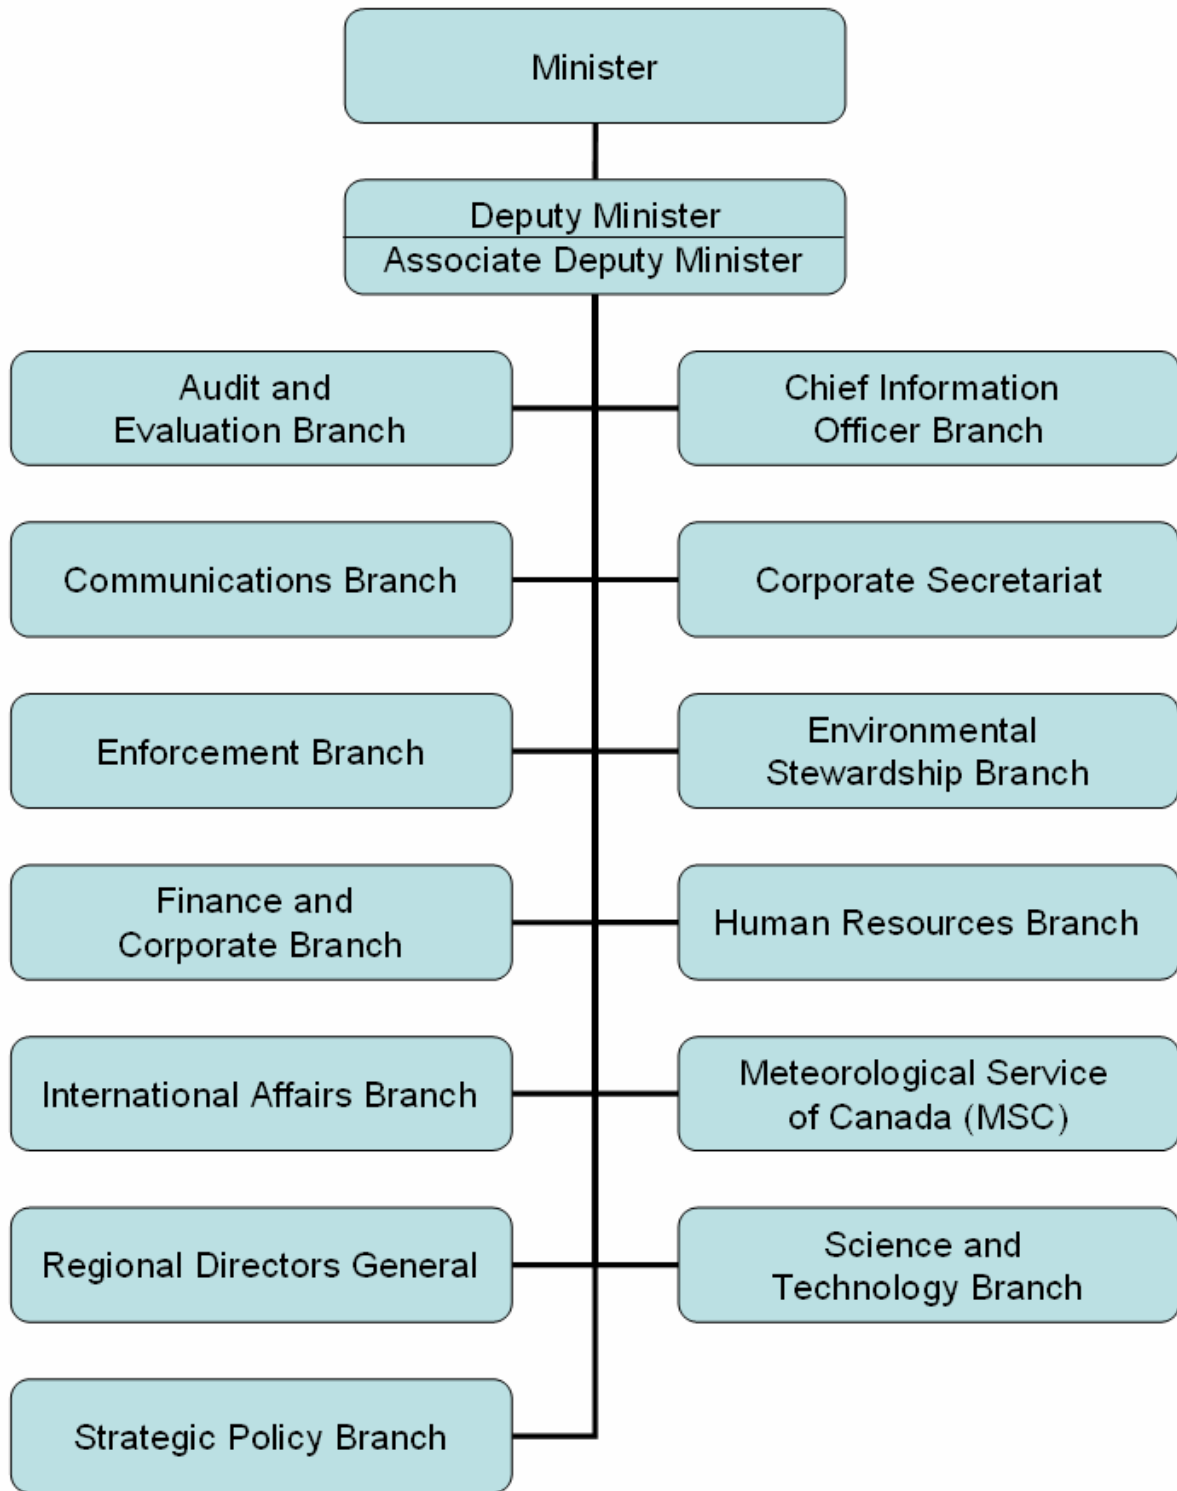 Minister
Deputy Minister
Associate Deputy Minister
Audit and
Evaluation Branch
Chief Information
Officer Branch
Communications Branch
Corporate Secretariat
Enforcement Branch
Environmental
Stewardship Branch
Finance and
Corporate Branch
Human Resources Branch
International Affairs Branch
Meteorological Service
of Canada (MSC)
Regional Directors General
Science and
Technology Branch
Strategic Policy Branch